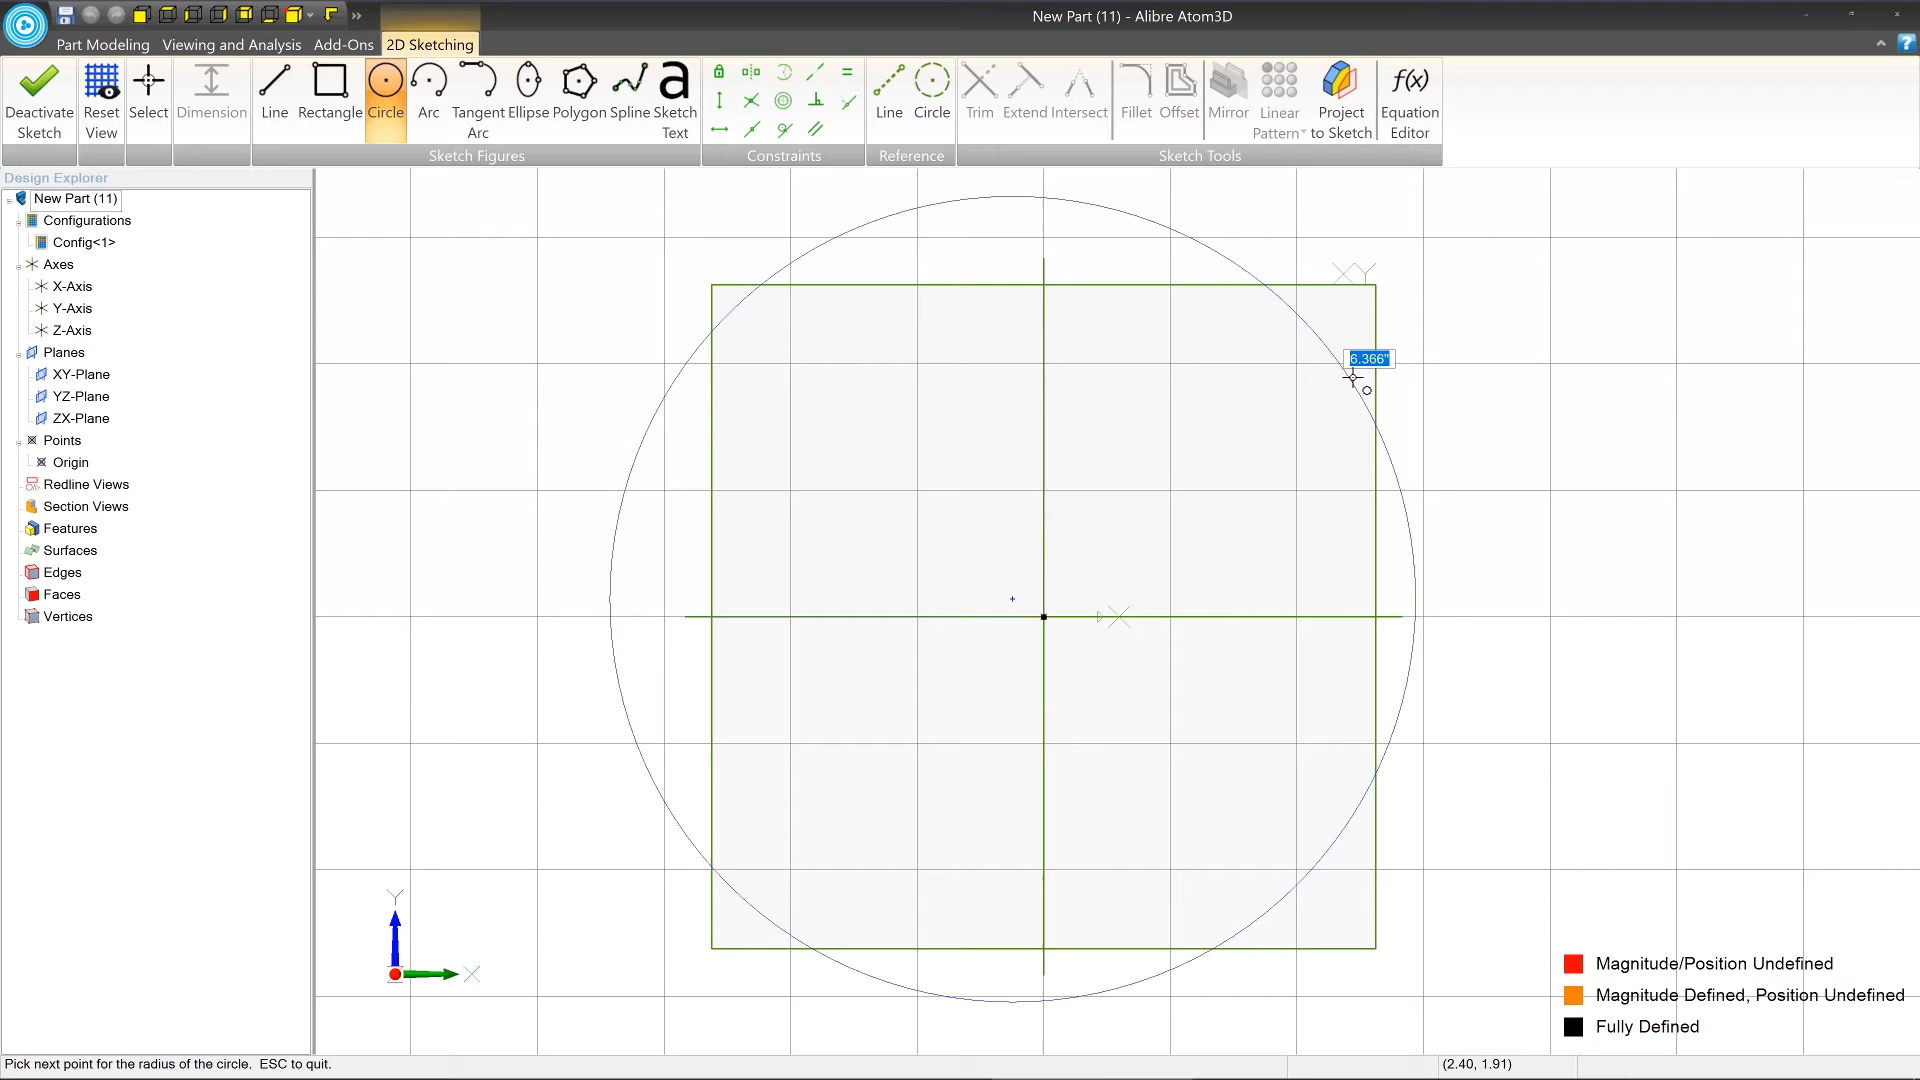 New Part (11) - Alibre Atom3D
Part Modeling
Viewing and Analysis
Add-Ons
2D Sketching
Deactivate Sketch
Reset View
Select
Dimension
Line
Rectangle
Circle
Arc
Tangent Arc
Ellipse
Polygon
Spline
Sketch Text
Line
Circle
Trim
Extend
Intersect
Fillet
Offset
Mirror
Linear Pattern
Project to Sketch
f(x)
Equation Editor
Sketch Figures
Constraints
Reference
Sketch Tools
Design Explorer
New Part (11)
Configurations
Config<1>
Axes
X-Axis
Y-Axis
Z-Axis
Planes
XY-Plane
YZ-Plane
ZX-Plane
Points
Origin
Redline Views
Section Views
Features
Surfaces
Edges
Faces
Vertices
XY
6.366"
X
Y
X
Magnitude/Position Undefined
Magnitude Defined, Position Undefined
Fully Defined
Pick next point for the radius of the circle.  ESC to quit.
(2.40, 1.91)